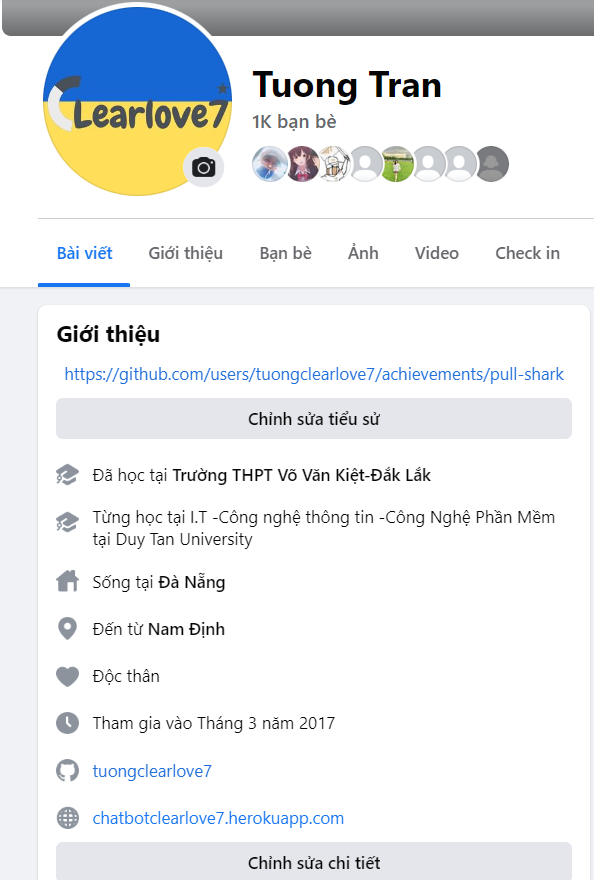 CLearlove7
Tuong Tran
1K bạn bè
Bài viết Giới thiệu Bạn bè Ảnh Video Check in
Giới thiệu
https://github.com/users/tuongclearlove7/achievements/pull-shark
Chỉnh sửa tiểu sử
Đã học tại Trường THPT Võ Văn Kiệt-Đắk Lắk
Từng học tại I.T -Công nghệ thông tin -Công Nghệ Phần Mềm
tại Duy Tan University
Sống tại Đà Nẵng
Đến từ Nam Định
Độc thân
Tham gia vào Tháng 3 năm 2017
tuongclearlove7
chatbotclearlove7.herokuapp.com
Chỉnh sửa chi tiết